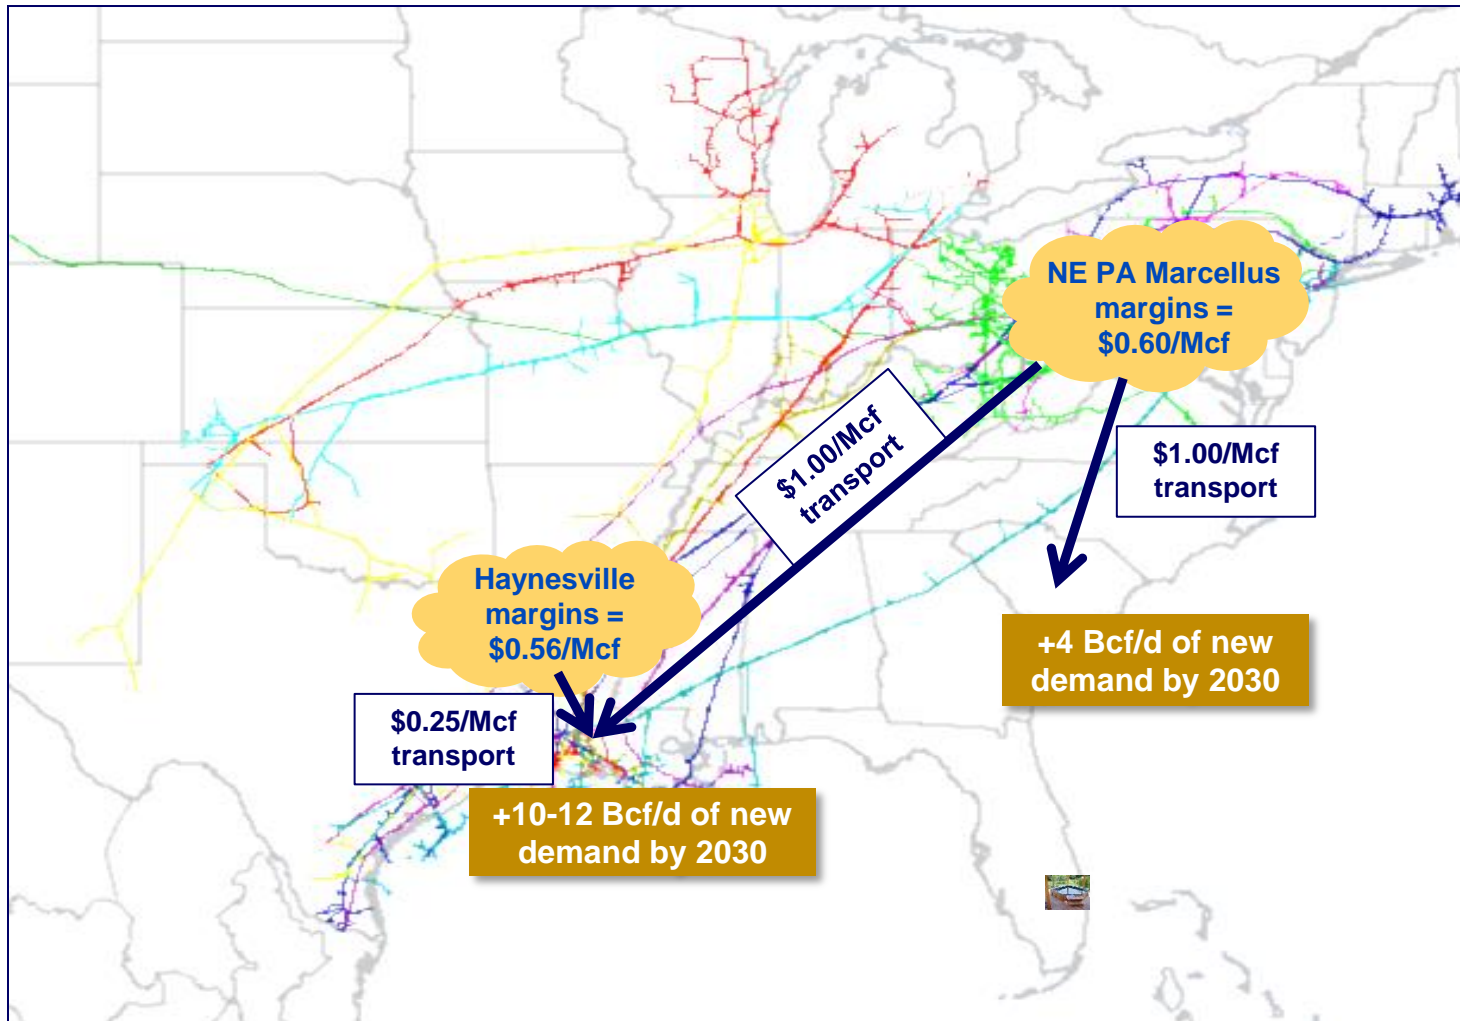 NE PA Marcellus
margins =
$0.60/Mcf
$1.00/Mcf
transport
$1.00/Mcf
transport
Haynesville
margins =
$0.56/Mcf
+4 Bcf/d of new
demand by 2030
$0.25/Mcf
transport
+10-12 Bcf/d of new
demand by 2030